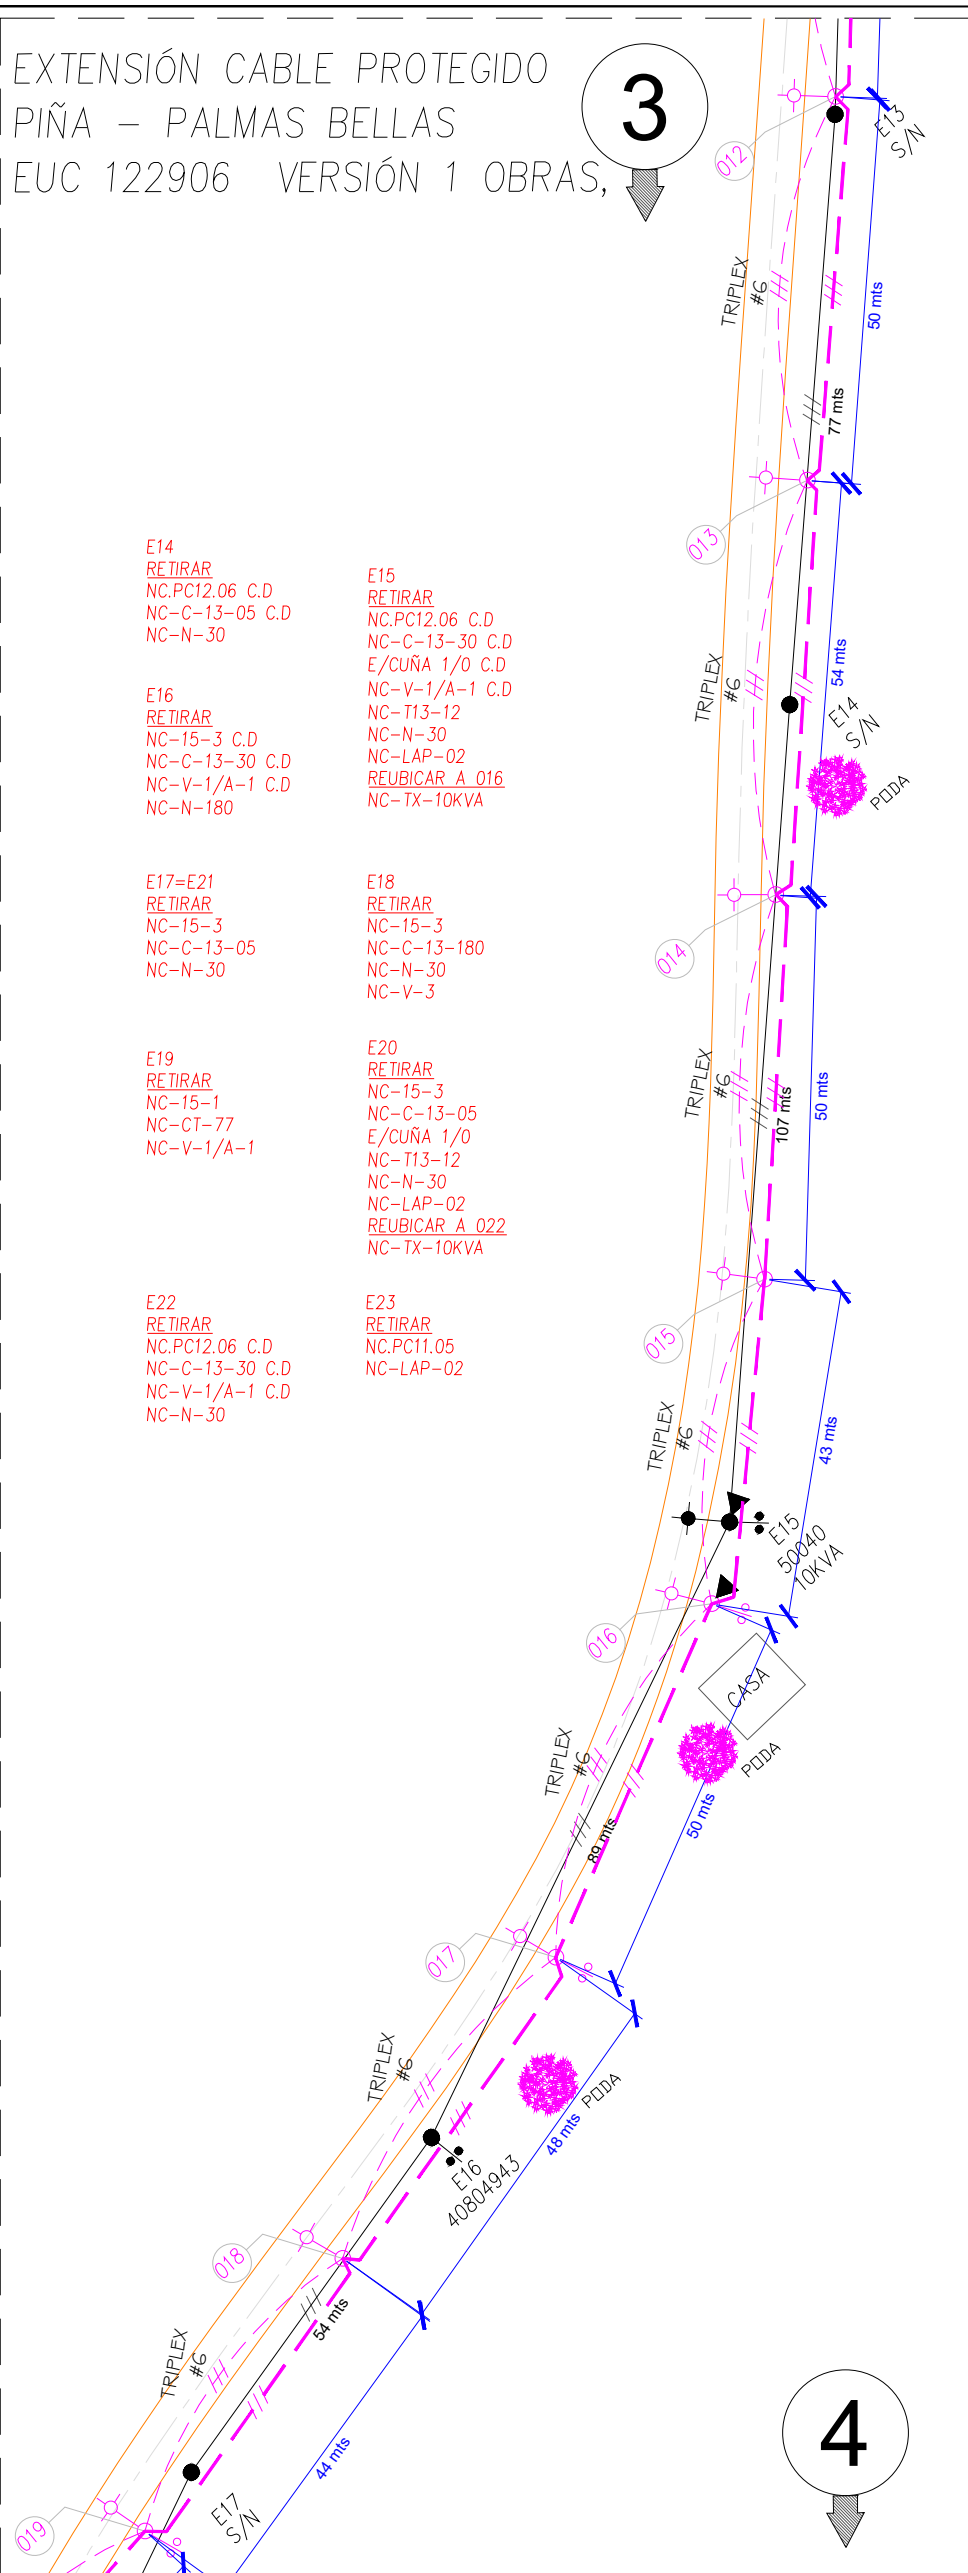 EXTENSIÓN CABLE PROTEGIDO
PIÑA - PALMAS BELLAS
EUC 122906 VERSIÓN 1 OBRAS,
3
E13
S/N
012
TRIPLEX
#6
50 mts
77 mts
013
E14
RETIRAR
NC.PC12.06 C.D
NC-C-13-05 C.D
NC-N-30
E15
RETIRAR
NC.PC12.06 C.D
NC-C-13-30 C.D
E/CUÑA 1/0 C.D
NC-V-1/A-1 C.D
NC-T13-12
NC-N-30
NC-LAP-02
REUBICAR A 016
NC-TX-10KVA
E16
RETIRAR
NC-15-3 C.D
NC-C-13-30 C.D
NC-V-1/A-1 C.D
NC-N-180
TRIPLEX
#6
54 mts
E14
S/N
PODA
E17=E21
RETIRAR
NC-15-3
NC-C-13-05
NC-N-30
E18
RETIRAR
NC-15-3
NC-C-13-180
NC-N-30
NC-V-3
014
E19
RETIRAR
NC-15-1
NC-CT-77
NC-V-1/A-1
E20
RETIRAR
NC-15-3
NC-C-13-05
E/CUÑA 1/0
NC-T13-12
NC-N-30
NC-LAP-02
REUBICAR A 022
NC-TX-10KVA
TRIPLEX
#6
107 mts
50 mts
E22
RETIRAR
NC.PC12.06 C.D
NC-C-13-30 C.D
NC-V-1/A-1 C.D
NC-N-30
E23
RETIRAR
NC.PC11.05
NC-LAP-02
015
TRIPLEX
#6
43 mts
E15
50040
10KVA
016
CASA
PODA
TRIPLEX
#6
89 mts
50 mts
017
TRIPLEX
#6
PODA
48 mts
E16
40804943
018
54 mts
TRIPLEX
#6
44 mts
E17
S/N
019
4